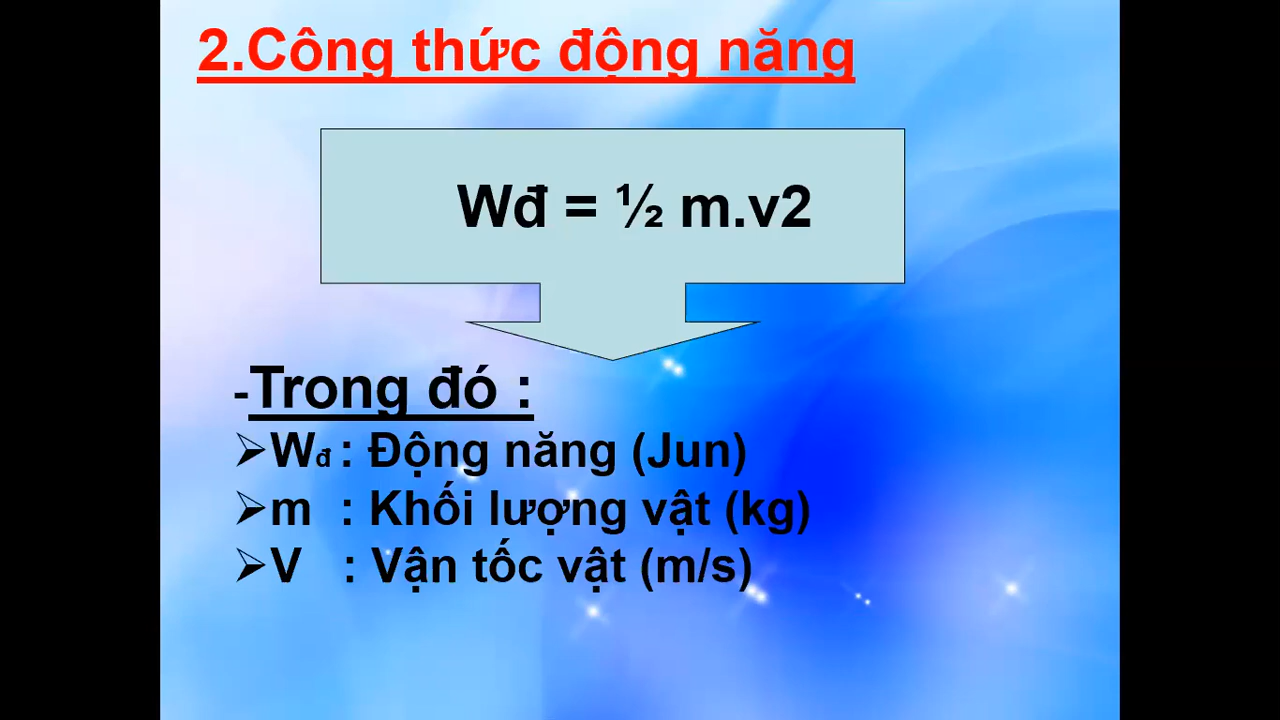 2.Công thức động năng
Wđ = ½ m.v2
-Trong đó :
➢Wđ : Động năng (Jun)
➢m : Khối lượng vật (kg)
➢V : Vận tốc vật (m/s)